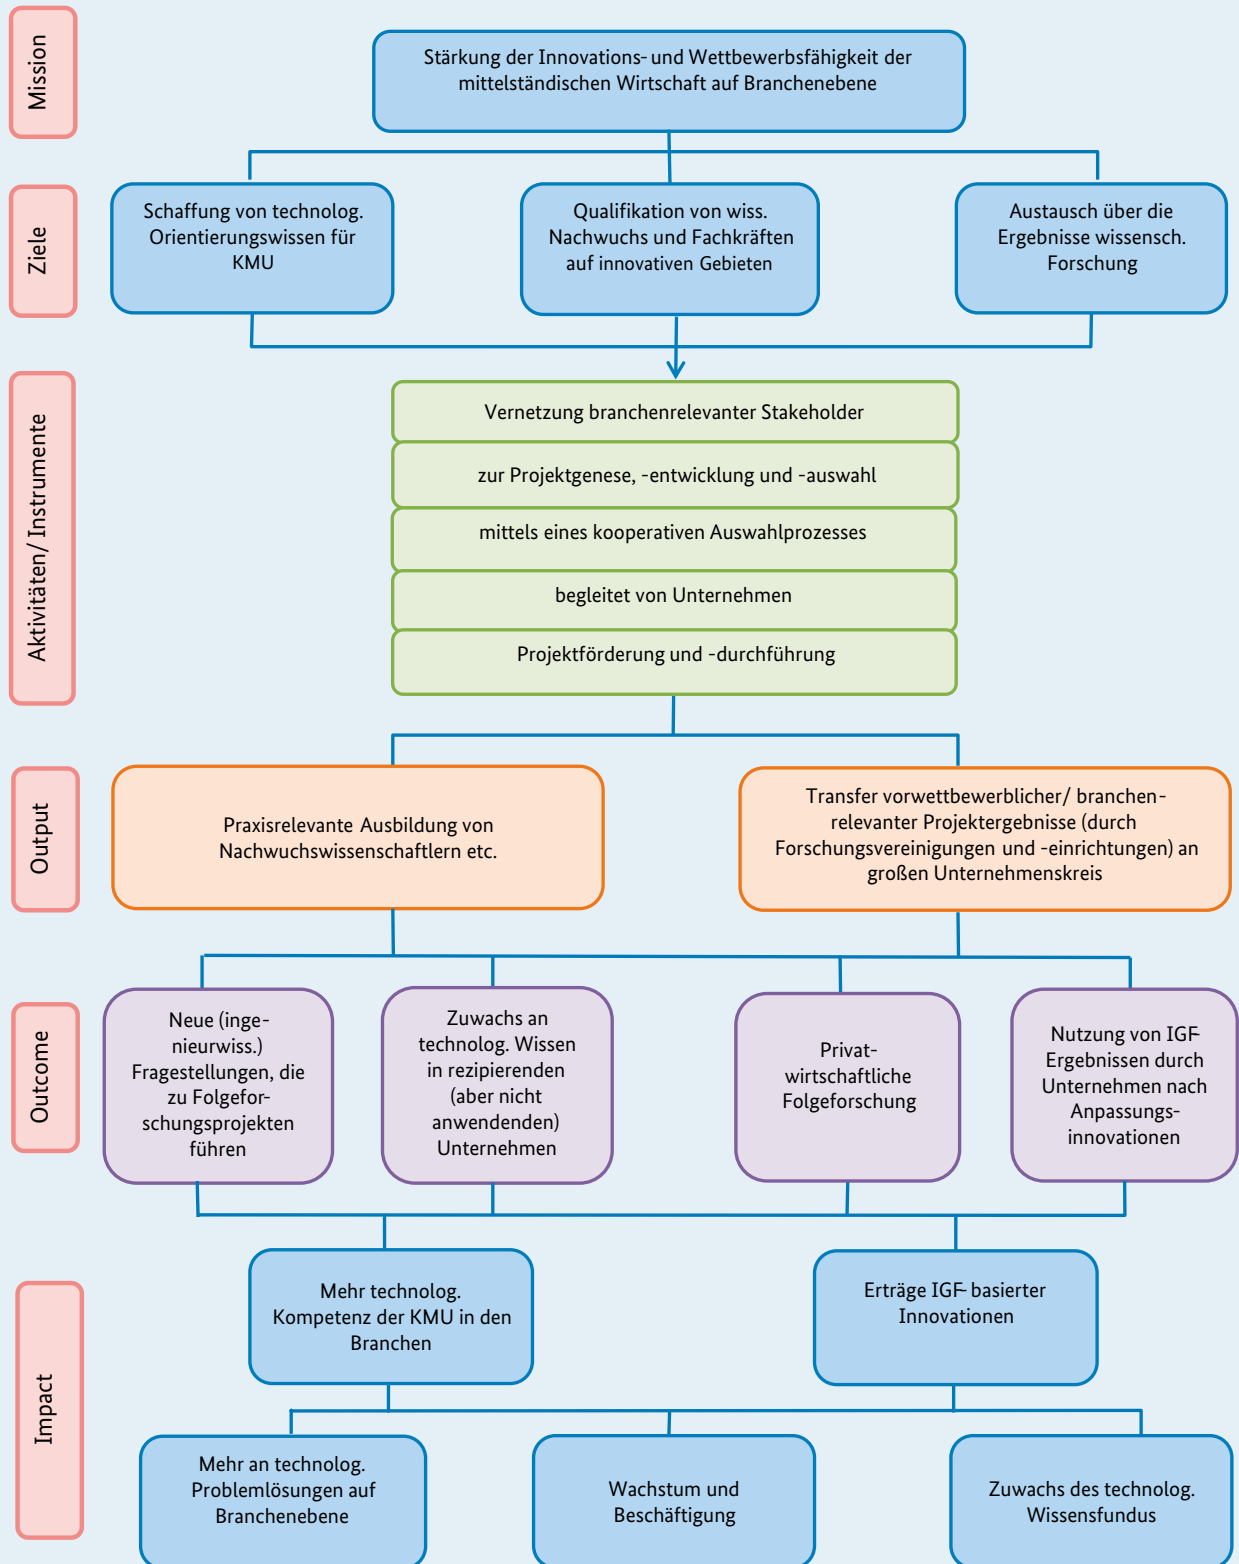 Mission
Stärkung der Innovations- und Wettbewerbsfähigkeit der
mittelständischen Wirtschaft auf Branchenebene
Ziele
Schaffung von technolog.
Orientierungswissen für
KMU
Qualifikation von wiss.
Nachwuchs und Fachkräften
auf innovativen Gebieten
Austausch über die
Ergebnisse wissensch.
Forschung
Aktivitäten/ Instrumente
Vernetzung branchenrelevanter Stakeholder
zur Projektgenese, -entwicklung und -auswahl
mittels eines kooperativen Auswahlprozesses
begleitet von Unternehmen
Projektförderung und -durchführung
Output
Praxisrelevante Ausbildung von
Nachwuchswissenschaftlern etc.
Transfer vorwettbewerblicher/ branchen-
relevanter Projektergebnisse (durch
Forschungsvereinigungen und -einrichtungen) an
großen Unternehmenskreis
Outcome
Neue (inge-
nieurwiss.)
Fragestellungen, die
zu Folgefor-
schungsprojekten
führen
Zuwachs an
technolog. Wissen
in rezipierenden
(aber nicht
anwendenden)
Unternehmen
Privat-
wirtschaftliche
Folgeforschung
Nutzung von IGF-
Ergebnissen durch
Unternehmen nach
Anpassungs-
innovationen
Impact
Mehr technolog.
Kompetenz der KMU in den
Branchen
Erträge IGF- basierter
Innovationen
Mehr an technolog.
Problemlösungen auf
Branchenebene
Wachstum und
Beschäftigung
Zuwachs des technolog.
Wissensfundus